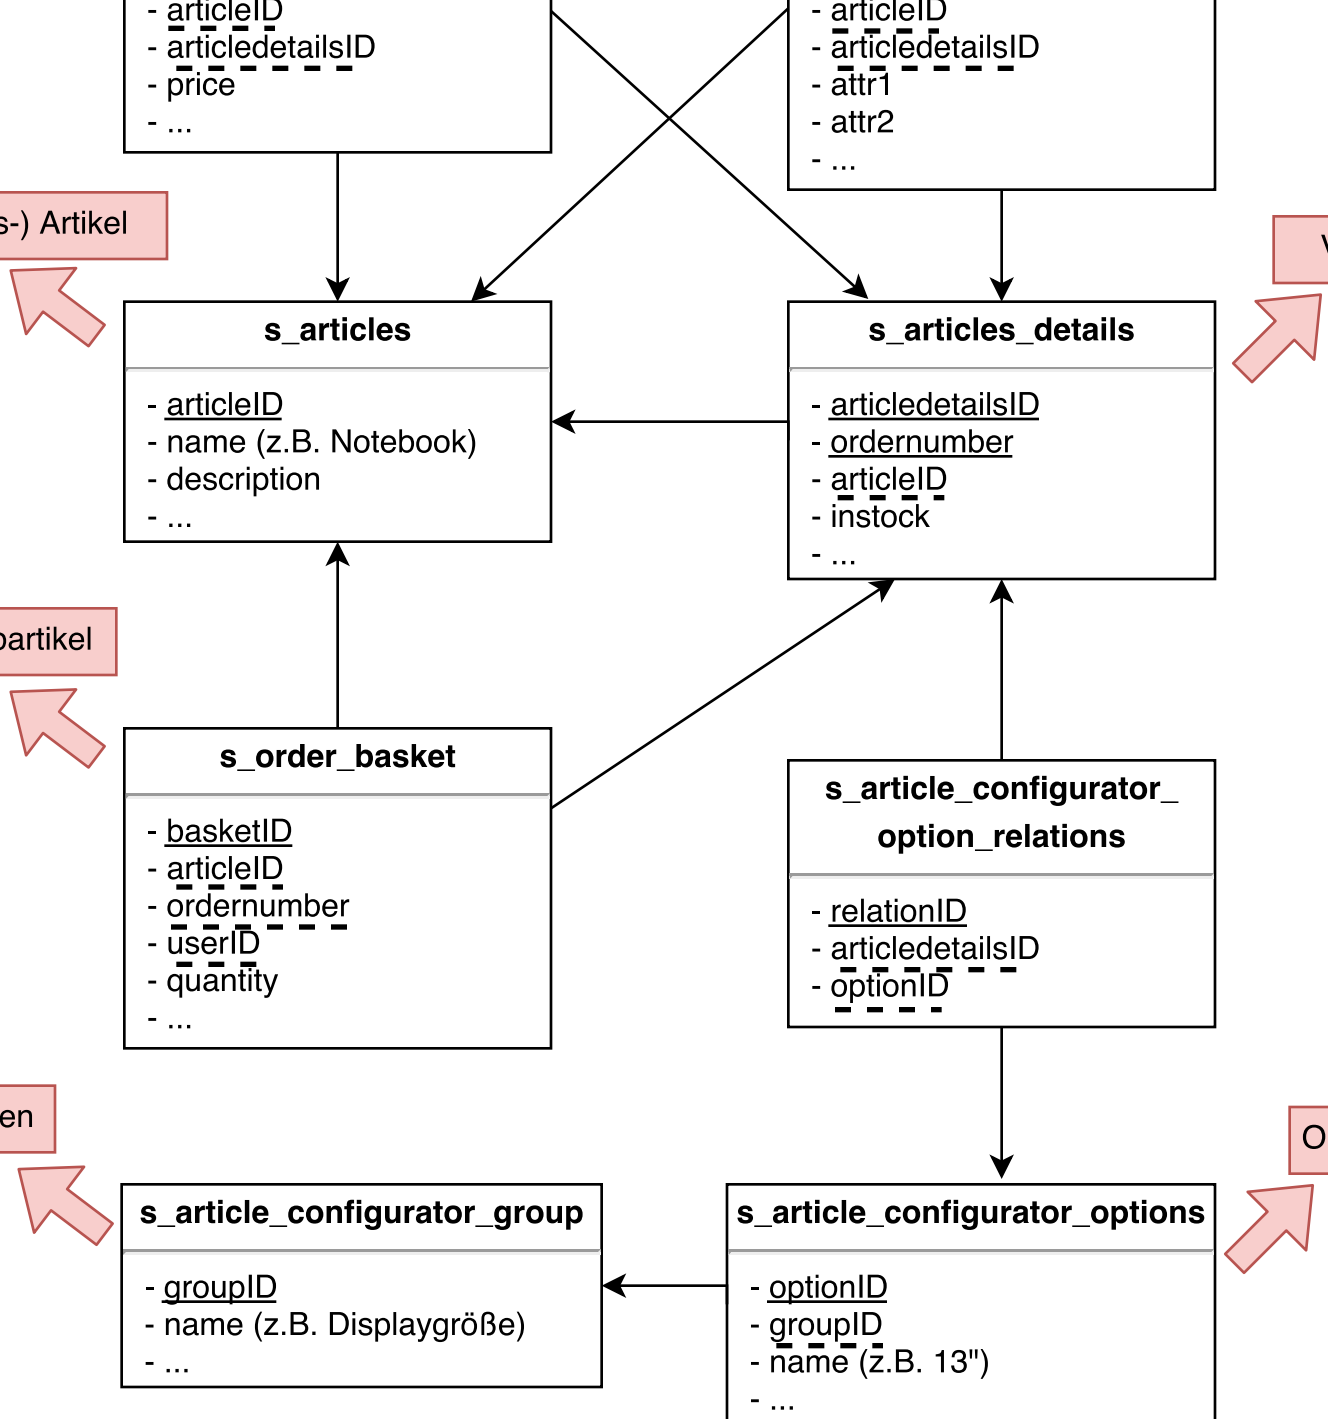 - articleID
- articledetailsID
- price
- ...
- articleID
- articledetailsID
- attr1
- attr2
- ...
s-) Artikel
s_articles
- articleID
- name (z.B. Notebook)
- description
- ...
s_articles_details
- articledetailsID
- ordernumber
- articleID
- instock
- ...
partikel
s_order_basket
- basketID
- articleID
- ordernumber
- userID
- quantity
- ...
s_article_configurator_
option_relations
- relationID
- articledetailsID
- optionID
en
s_article_configurator_group
- groupID
- name (z.B. Displaygröße)
- ...
O
s_article_configurator_options
- optionID
- groupID
- name (z.B. 13")
- ...